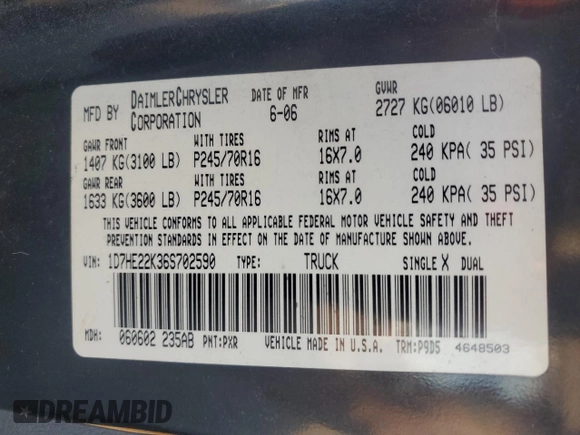 MFD BY DAIMLERCHRYSLER CORPORATION DATE OF MFR 6-06 GVWR 2727 KG(06010 LB)
GAWR FRONT WITH TIRES RIMS AT COLD
1407 KG(3100 LB) P245/70R16 16X7.0 240 KPA( 35 PSI)
GAWR REAR WITH TIRES RIMS AT COLD
1633 KG(3600 LB) P245/70R16 16X7.0 240 KPA( 35 PSI)
THIS VEHICLE CONFORMS TO ALL APPLICABLE FEDERAL MOTOR VEHICLE SAFETY AND THEFT
PREVENTION STANDARDS IN EFFECT ON THE DATE OF MANUFACTURE SHOWN ABOVE.
VIN: 1D7HE22K36S702590 TYPE: TRUCK SINGLE X DUAL
MDH: 060602 235AB PNT:PXR VEHICLE MADE IN U.S.A. TRM:P9D5 4648503
DREAMBID